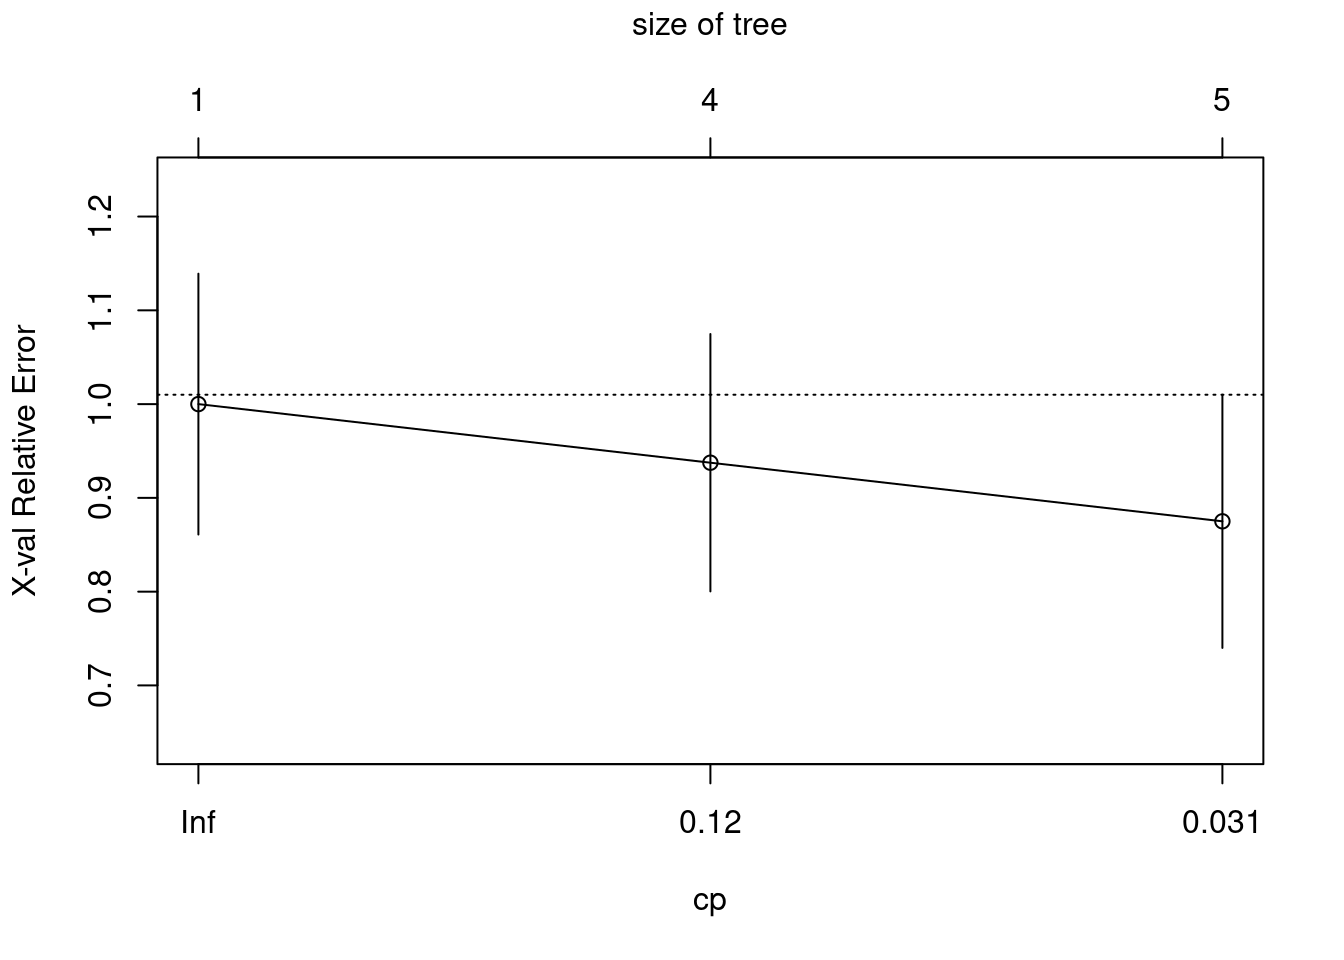 size of tree
1 4 5
X-val Relative Error
1.2
1.1
1.0
0.9
0.8
0.7
Inf 0.12 0.031
cp